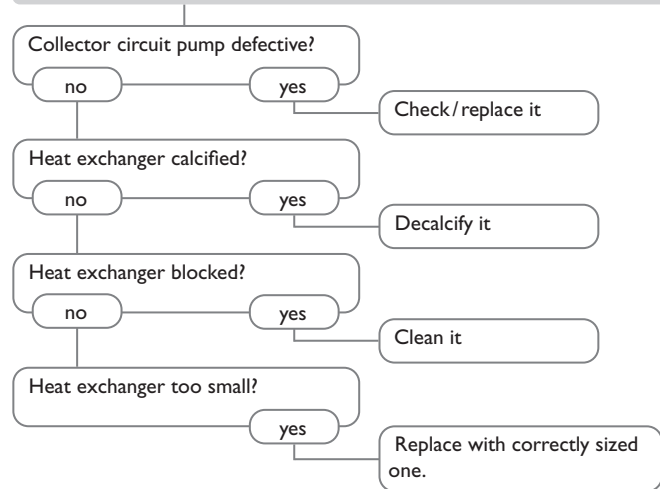 Collector circuit pump defective?
no
yes
Check/replace it
Heat exchanger calcified?
no
yes
Decalcify it
Heat exchanger blocked?
no
yes
Clean it
Heat exchanger too small?
yes
Replace with correctly sized
one.